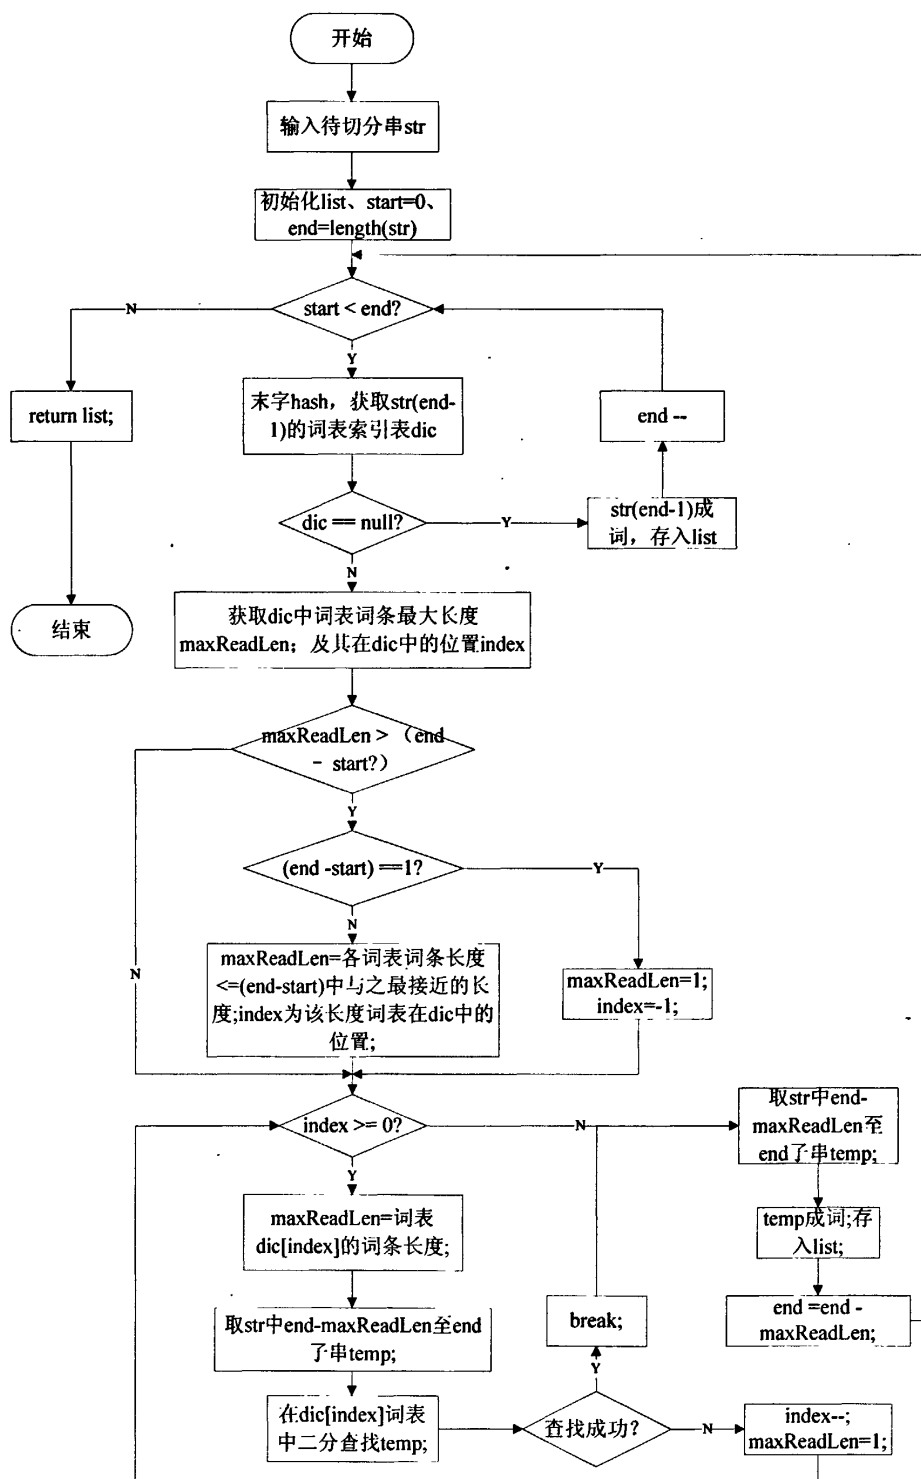 开始
输入待切分串str
初始化list、start=0、
end=length(str)
start < end?
N
Y
return list;
末字hash，获取str(end-
1)的词表索引表dic
end --
dic == null?
Y
str(end-1)成
词，存入list
N
结束
获取dic中词表词条最大长度
maxReadLen；及其在dic中的位置index
maxReadLen > （end
- start?）
Y
(end -start) ==1?
Y
N
N
maxReadLen=各词表词条长度
<=(end-start)中与之最接近的长
度;index为该长度词表在dic中的
位置;
maxReadLen=1;
index=-1;
index >= 0?
N
取str中end-
maxReadLen至
end了串temp;
Y
maxReadLen=词表
dic[index]的词条长度;
temp成词;存
入list;
取str中end-maxReadLen至end
了串temp;
break;
end =end -
maxReadLen;
Y
在dic[index]词表
中二分查找temp;
查找成功?
N
index--;
maxReadLen=1;